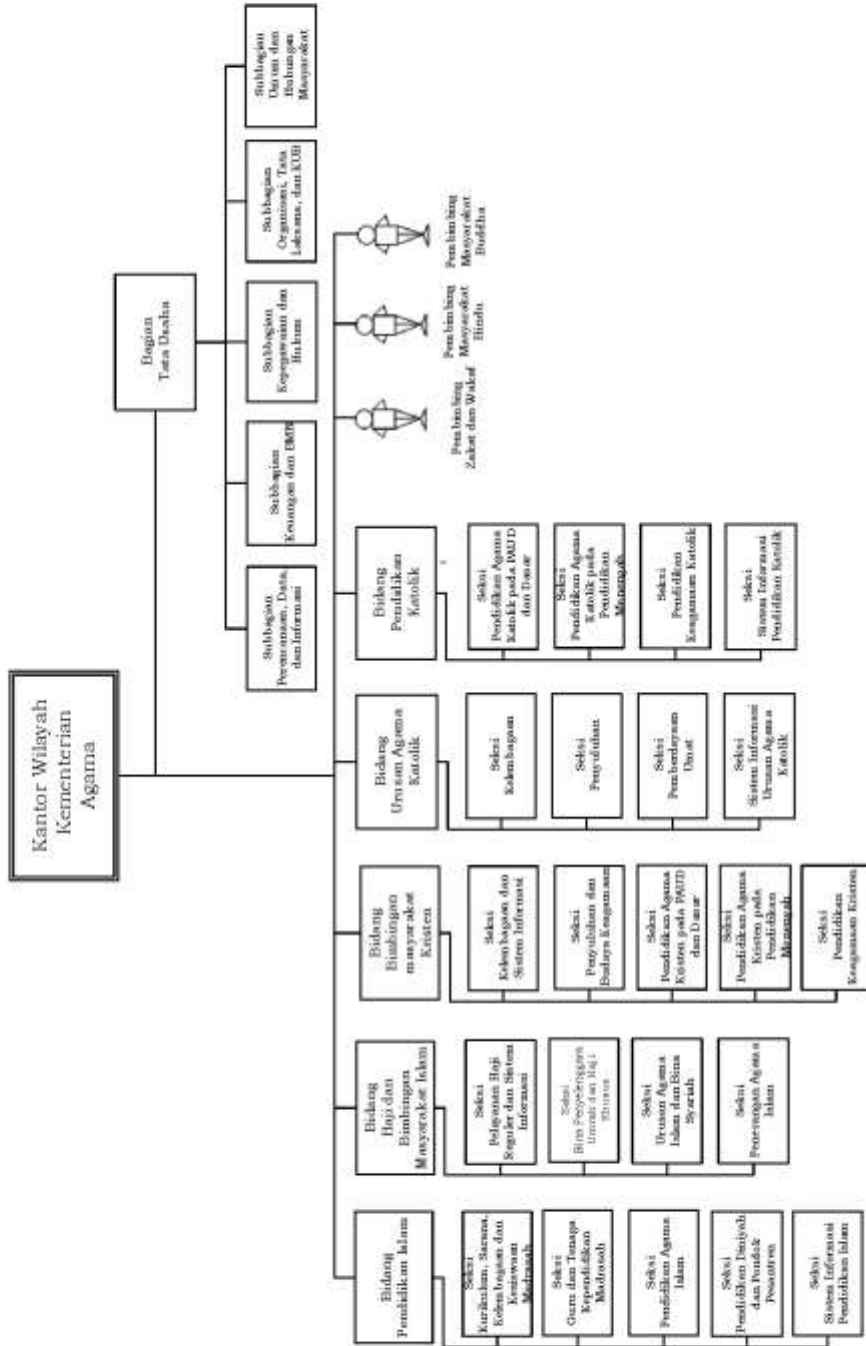 Kantor Wilayah
Kementerian
Agama
Bagian
Tata Usaha
Subbagian
Perencanaan, Data,
dan Informasi
Subbagian
Keuangan dan BMN
Subbagian
Kepegawaian dan
Hukum
Subbagian
Organisasi, Tata
Laksana, dan KUB
Subbagian
Umum dan
Hubungan
Masyarakat
Bidang
Pendidikan Islam
Bidang
Haji dan
Bimbingan
Masyarakat Islam
Bidang
Bimbingan
masyarakat
Kristen
Bidang
Urusan Agama
Katolik
Bidang
Pendidikan
Katolik
Pembimbing
Zakat dan Wakaf
Pembimbing
Masyarakat
Hindu
Pembimbing
Masyarakat
Buddha
Seksi
Kurikulum, Sarana,
Kelembagaan dan
Kesiswaan
Madrasah
Seksi
Guru dan Tenaga
Kependidikan
Madrasah
Seksi
Pendidikan Agama
Islam
Seksi
Pendidikan Diniyah
dan Pondok
Pesantren
Seksi
Sistem Informasi
Pendidikan Islam
Seksi
Pelayanan Haji
Reguler dan Sistem
Informasi
Seksi
Bina Penyelenggara
Umrah dan Haji
Khusus
Seksi
Urusan Agama
Islam dan Bina
Syariah
Seksi
Penerangan Agama
Islam
Seksi
Kelembagaan dan
Sistem Informasi
Seksi
Penyuluhan dan
Budaya Keagamaan
Seksi
Pendidikan Agama
Kristen pada PAUD
dan Dasar
Seksi
Pendidikan Agama
Kristen pada
Pendidikan
Menengah
Seksi
Pendidikan
Keagamaan Kristen
Seksi
Kelembagaan
Seksi
Penyuluhan
Seksi
Pemberdayaan
Umat
Seksi
Sistem Informasi
Urusan Agama
Katolik
Seksi
Pendidikan Agama
Katolik pada PAUD
dan Dasar
Seksi
Pendidikan Agama
Katolik pada
Pendidikan
Menengah
Seksi
Pendidikan
Keagamaan Katolik
Seksi
Sistem Informasi
Pendidikan Katolik